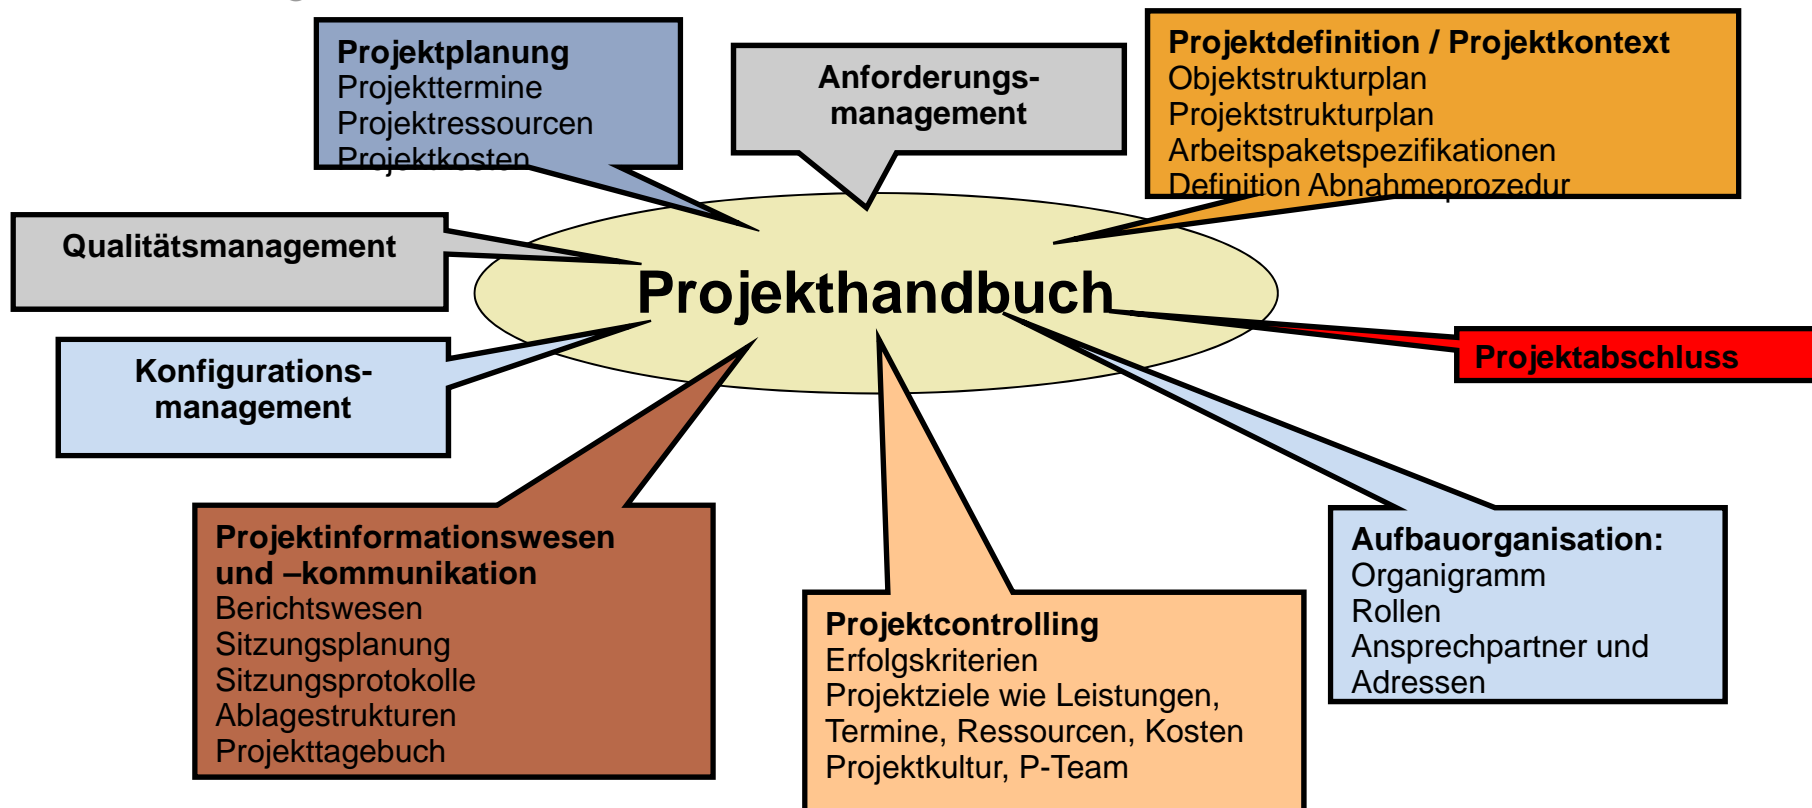 Projektplanung
Projekttermine
Projektressourcen
Projektkosten
Anforderungs-
management
Projektdefinition / Projektkontext
Objektstrukturplan
Projektstrukturplan
Arbeitspaketspezifikationen
Definition Abnahmeprozedur
Qualitätsmanagement
Projekthandbuch
Konfigurations-
management
Projektabschluss
Projektinformationswesen
und –kommunikation
Berichtswesen
Sitzungsplanung
Sitzungsprotokolle
Ablagestrukturen
Projekttagebuch
Projektcontrolling
Erfolgskriterien
Projektziele wie Leistungen,
Termine, Ressourcen, Kosten
Projektkultur, P-Team
Aufbauorganisation:
Organigramm
Rollen
Ansprechpartner und
Adressen